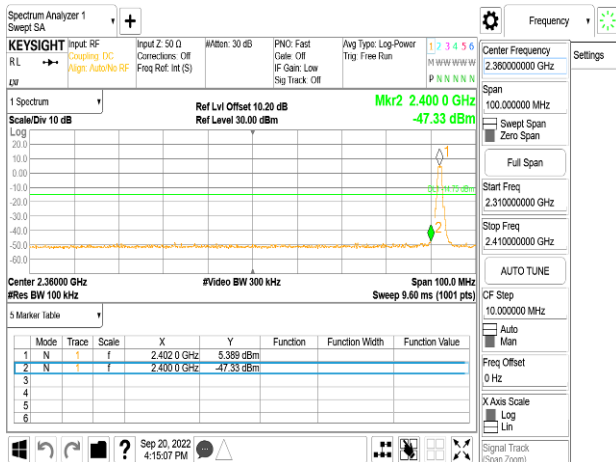 Spectrum Analyzer 1
Swept SA
+
Frequency
Settings
KEYSIGHT
RL
Input: RF
Coupling: DC
Align: Auto/No RF
Input Z: 50 Ω
Corrections: Off
Freq Ref: Int (S)
#Atten: 30 dB
PNO: Fast
Gate: Off
IF Gain: Low
Sig Track: Off
Avg Type: Log-Power
Trig: Free Run
1 2 3 4 5 6
M W W W W W
P N N N N N
1 Spectrum
Scale/Div 10 dB
Log
Ref Lvl Offset 10.20 dB
Ref Level 30.00 dBm
Mkr2 2.400 0 GHz
-47.33 dBm
20.0
10.0
0.00
-10.0
-20.0
-30.0
-40.0
-50.0
-60.0
1
2
Center 2.36000 GHz
#Res BW 100 kHz
#Video BW 300 kHz
Span 100.0 MHz
Sweep 9.60 ms (1001 pts)
5 Marker Table
Mode Trace Scale X Y Function Function Width Function Value
1 N 1 f 2.402 0 GHz 5.389 dBm
2 N 1 f 2.400 0 GHz -47.33 dBm
3
4
5
6
Sep 20, 2022
4:15:07 PM
?
Center Frequency
2.360000000 GHz
Span
100.000000 MHz
Swept Span
Zero Span
Full Span
Start Freq
2.310000000 GHz
Stop Freq
2.410000000 GHz
AUTO TUNE
CF Step
10.000000 MHz
Auto
Man
Freq Offset
0 Hz
X Axis Scale
Log
Lin
Signal Track
(Span Zoom)